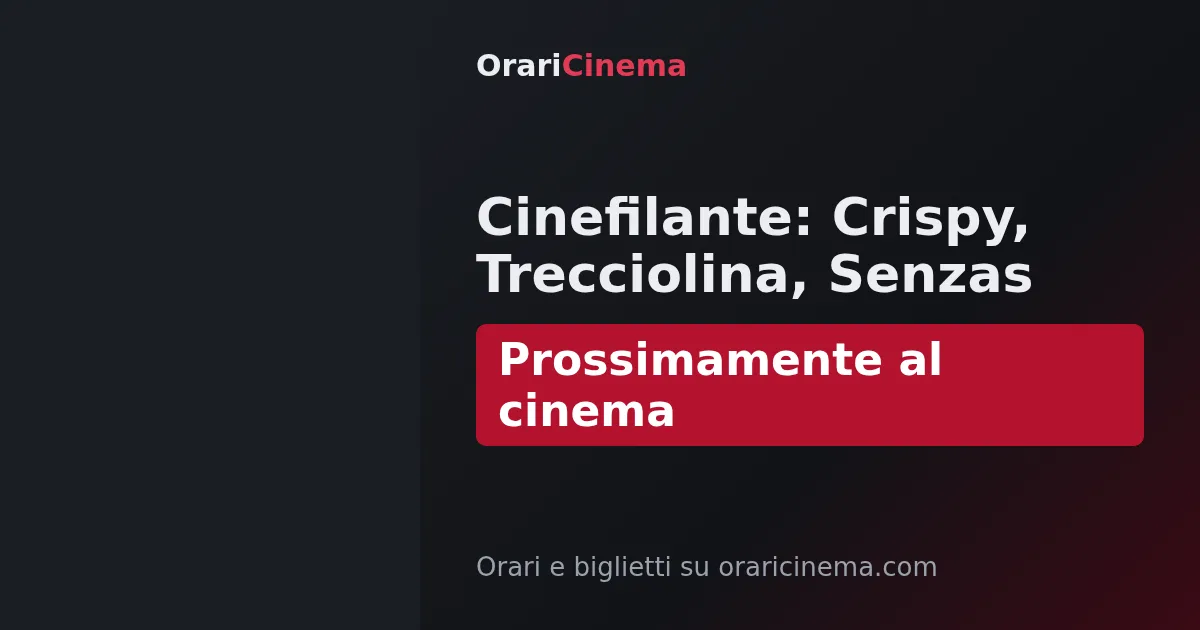 OrariCinema
Cinefilante: Crispy,
Trecciolina, Senzas
Prossimamente al
cinema
Orari e biglietti su oraricinema.com